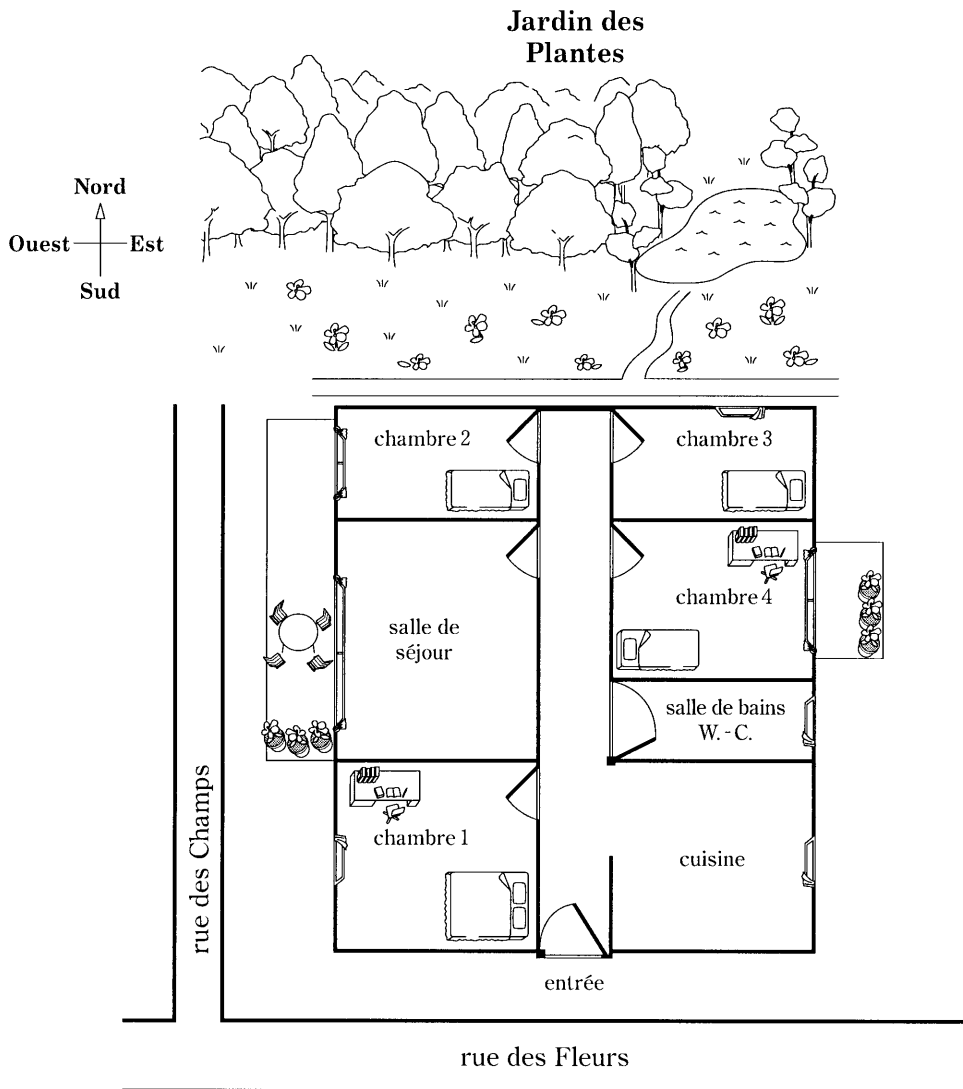 Jardin des
Plantes
Nord
Ouest Est
Sud
chambre 2
chambre 3
chambre 4
salle de
séjour
salle de bains
W. - C.
chambre 1
cuisine
rue des Champs
entrée
rue des Fleurs